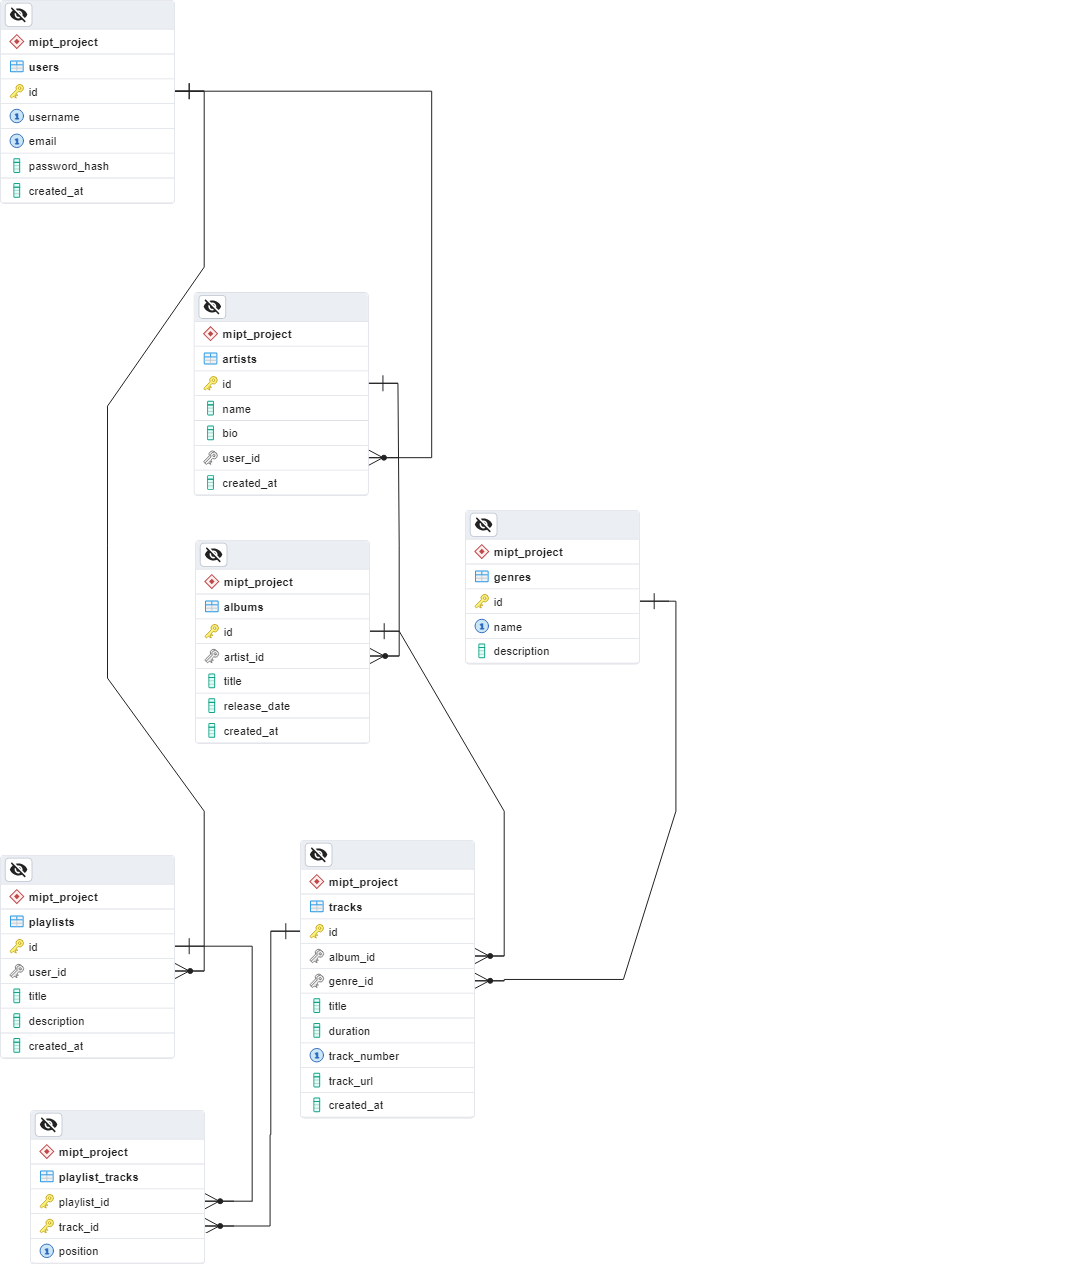 mipt_project
users
id
username
email
password_hash
created_at
mipt_project
artists
id
name
bio
user_id
created_at
mipt_project
albums
id
artist_id
title
release_date
created_at
mipt_project
genres
id
name
description
mipt_project
playlists
id
user_id
title
description
created_at
mipt_project
tracks
id
album_id
genre_id
title
duration
track_number
track_url
created_at
mipt_project
playlist_tracks
playlist_id
track_id
position